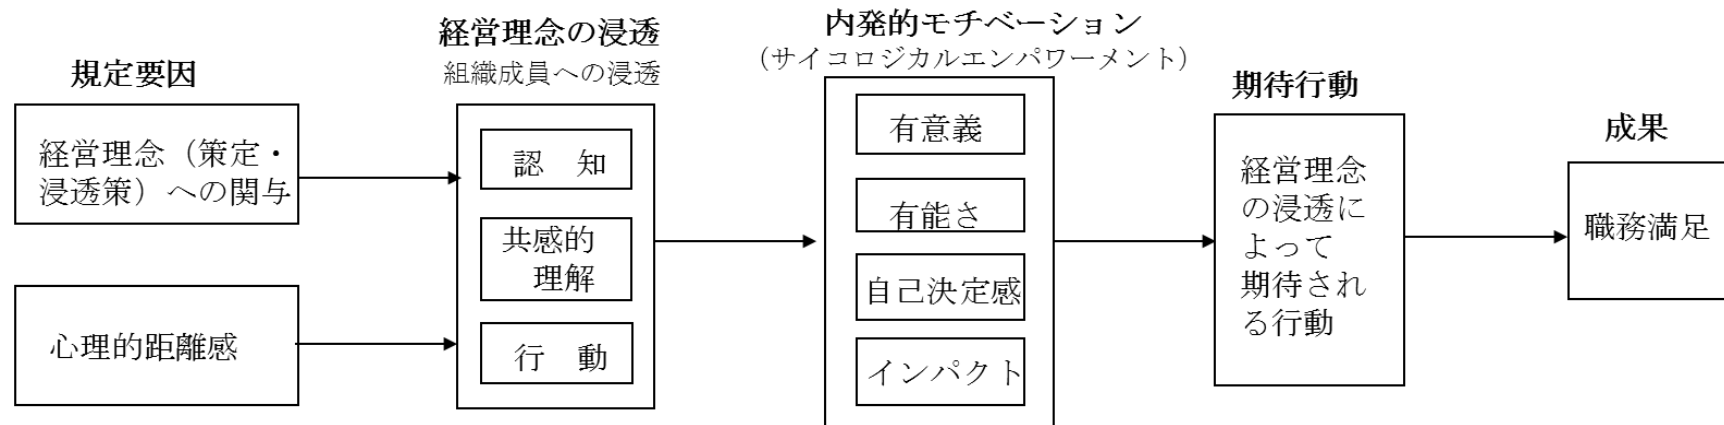 規定要因
経営理念（策定・
浸透策）への関与
心理的距離感
経営理念の浸透
組織成員への浸透
認　知
共感的
理解
行　動
内発的モチベーション
（サイコロジカルエンパワーメント）
有意義
有能さ
自己決定感
インパクト
期待行動
経営理念
の浸透に
よって
期待され
る行動
成果
職務満足